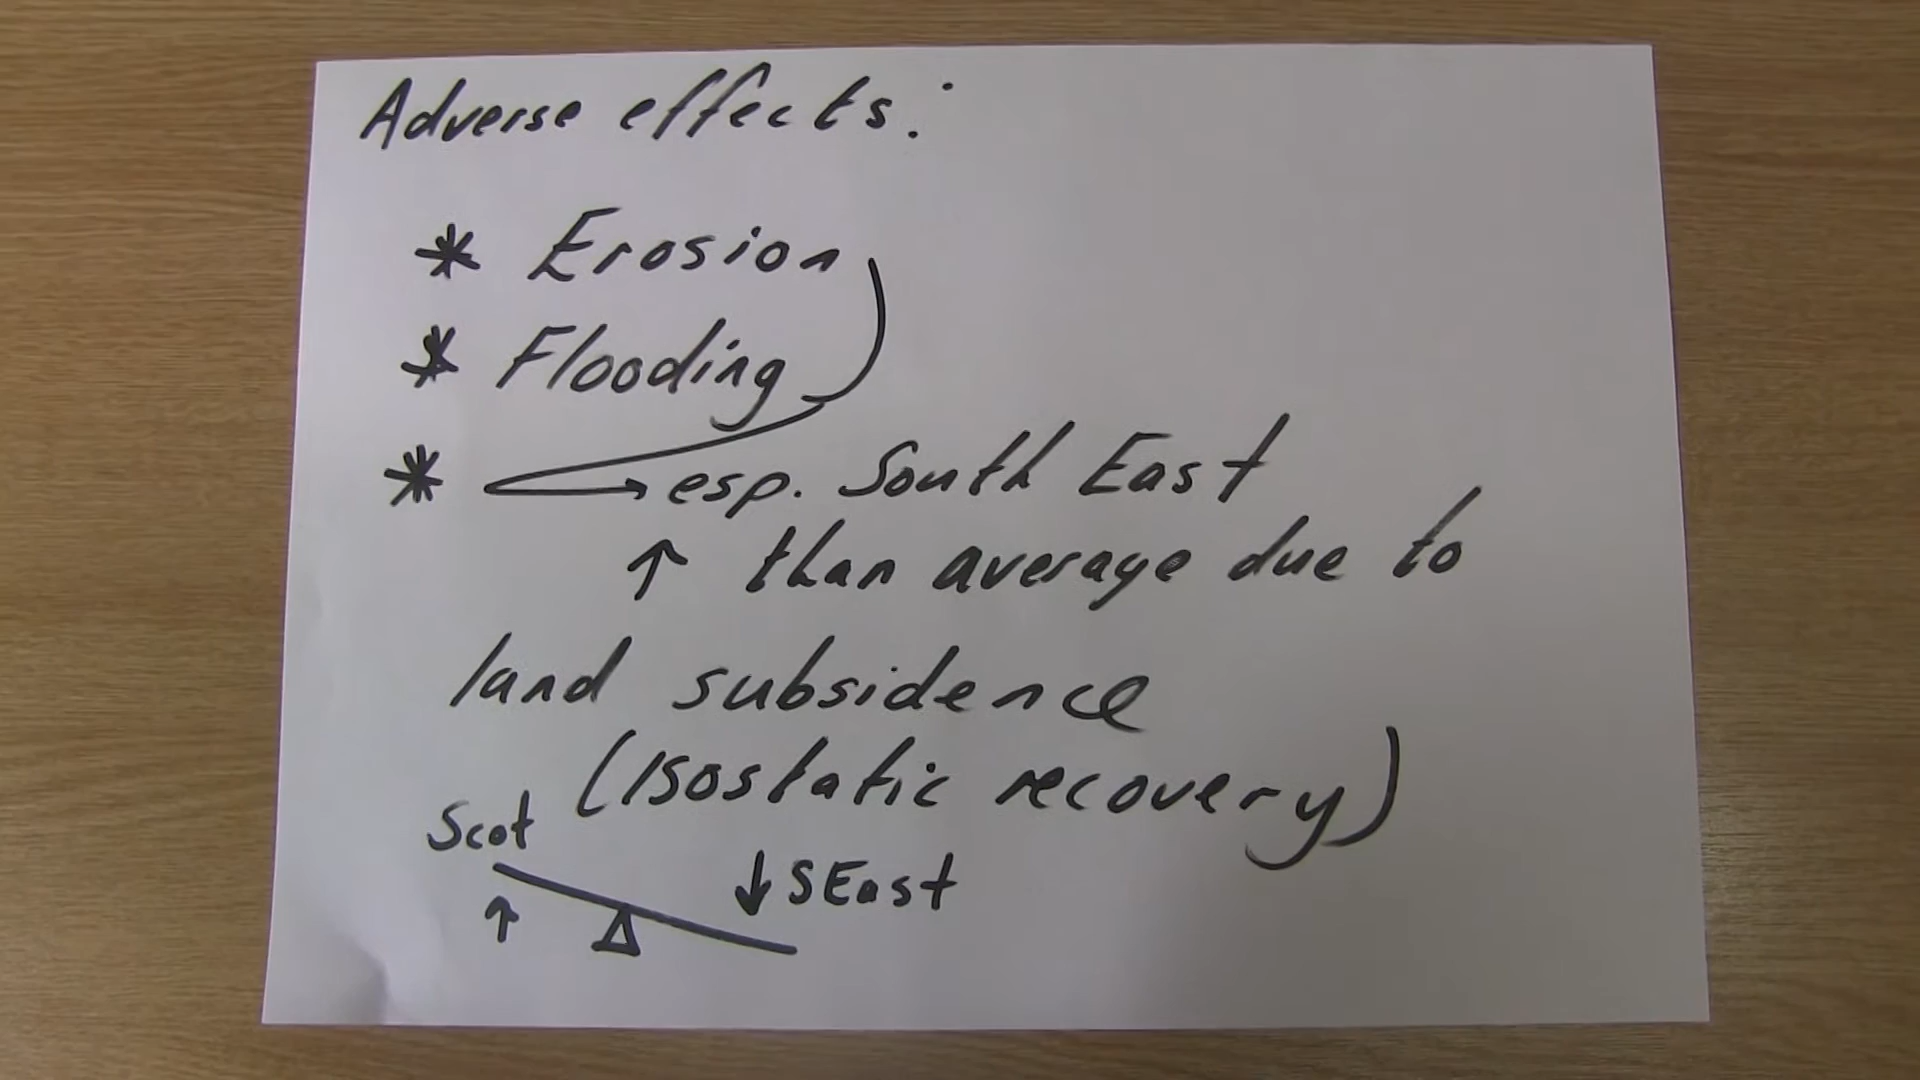 Adverse effects:
* Erosion
* Flooding
* → esp. South East
↑ than average due to
land subsidence
(Isostatic recovery)
Scot
↓ SEast
↑